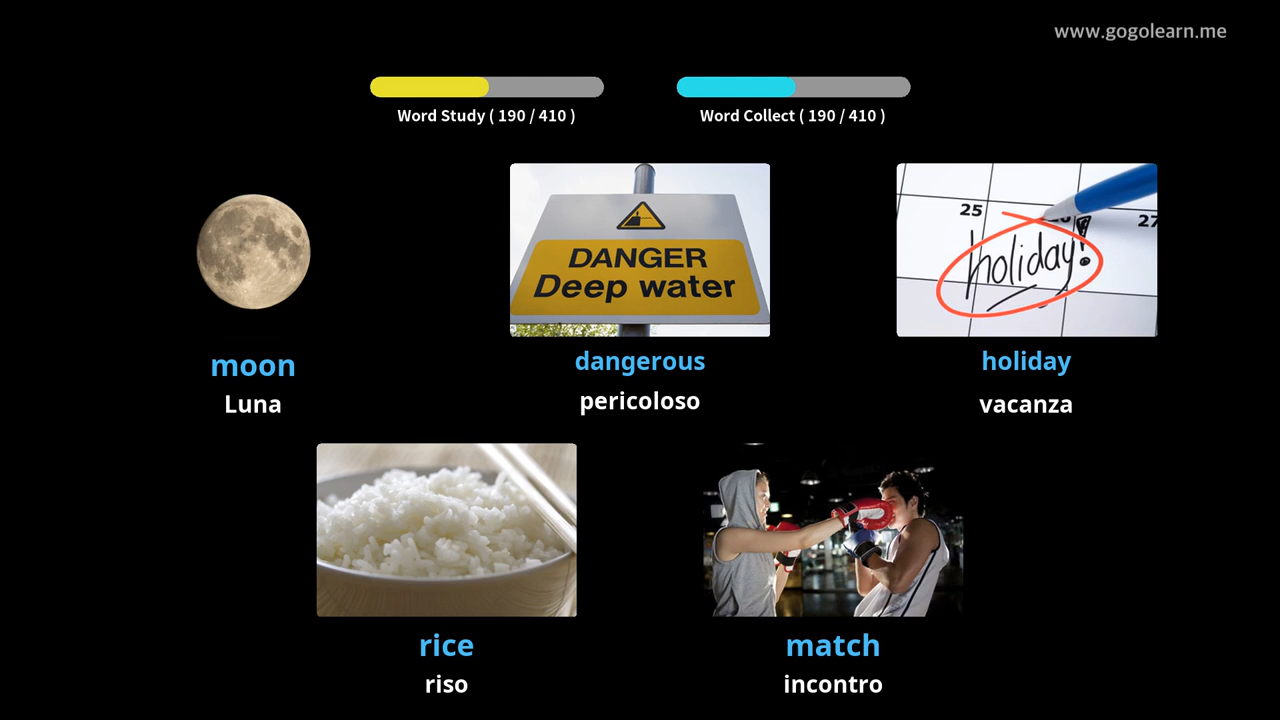 www.gogolearn.me
Word Study ( 190 / 410 )
Word Collect ( 190 / 410 )
DANGER
Deep water
25
27
holiday!
moon
Luna
dangerous
pericoloso
holiday
vacanza
rice
riso
match
incontro